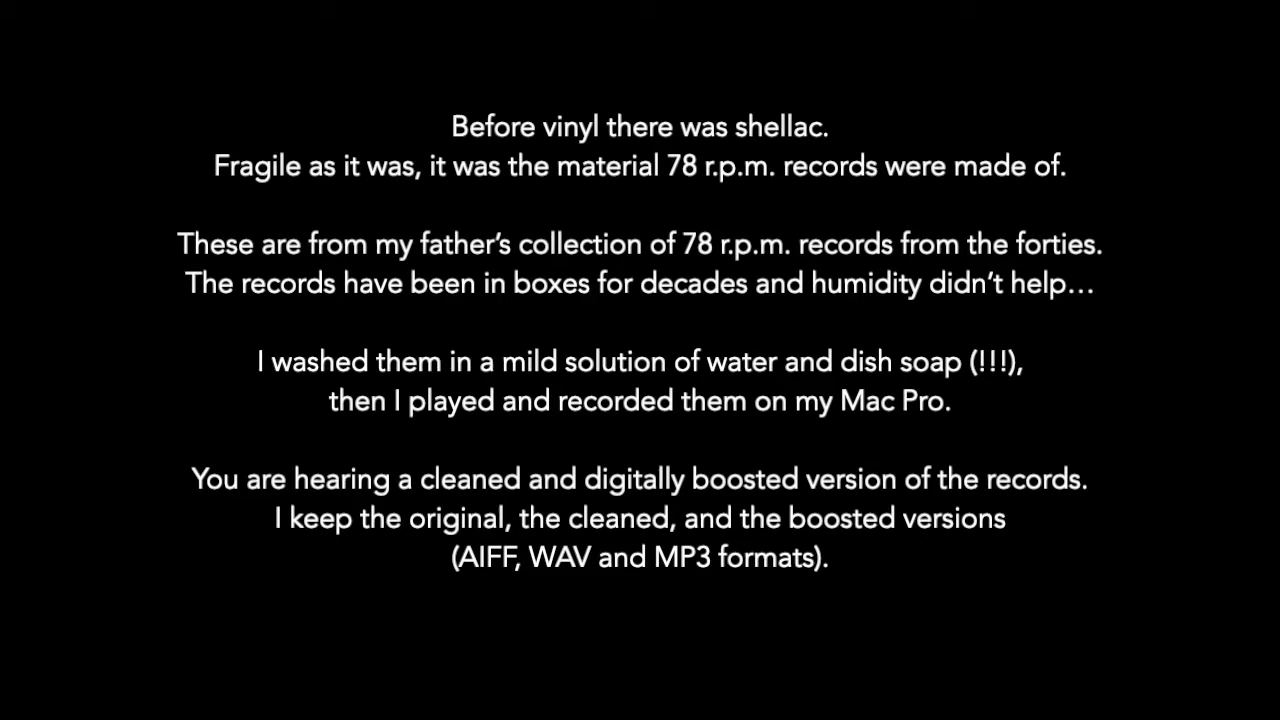 Before vinyl there was shellac.
Fragile as it was, it was the material 78 r.p.m. records were made of.
These are from my father’s collection of 78 r.p.m. records from the forties.
The records have been in boxes for decades and humidity didn’t help…
I washed them in a mild solution of water and dish soap (!!!),
then I played and recorded them on my Mac Pro.
You are hearing a cleaned and digitally boosted version of the records.
I keep the original, the cleaned, and the boosted versions
(AIFF, WAV and MP3 formats).